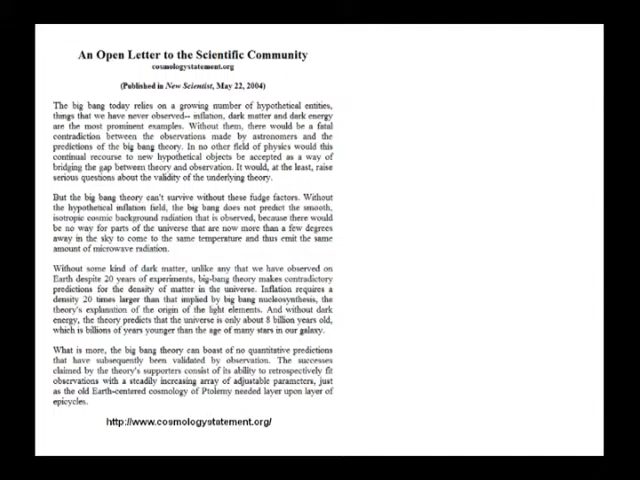 An Open Letter to the Scientific Community
cosmologystatement.org
(Published in New Scientist, May 22, 2004)
The big bang today relies on a growing number of hypothetical entities,
things that we have never observed-- inflation, dark matter and dark energy
are the most prominent examples. Without them, there would be a fatal
contradiction between the observations made by astronomers and the
predictions of the big bang theory. In no other field of physics would this
continual recourse to new hypothetical objects be accepted as a way of
bridging the gap between theory and observation. It would, at the least, raise
serious questions about the validity of the underlying theory.
But the big bang theory can't survive without these fudge factors. Without
the hypothetical inflation field, the big bang does not predict the smooth,
isotropic cosmic background radiation that is observed, because there would
be no way for parts of the universe that are now more than a few degrees
away in the sky to come to the same temperature and thus emit the same
amount of microwave radiation.
Without some kind of dark matter, unlike any that we have observed on
Earth despite 20 years of experiments, big-bang theory makes contradictory
predictions for the density of matter in the universe. Inflation requires a
density 20 times larger than that implied by big bang nucleosynthesis, the
theory's explanation of the origin of the light elements. And without dark
energy, the theory predicts that the universe is only about 8 billion years old,
which is billions of years younger than the age of many stars in our galaxy.
What is more, the big bang theory can boast of no quantitative predictions
that have subsequently been validated by observation. The successes
claimed by the theory's supporters consist of its ability to retrospectively fit
observations with a steadily increasing array of adjustable parameters, just
as the old Earth-centered cosmology of Ptolemy needed layer upon layer of
epicycles.
http://www.cosmologystatement.org/